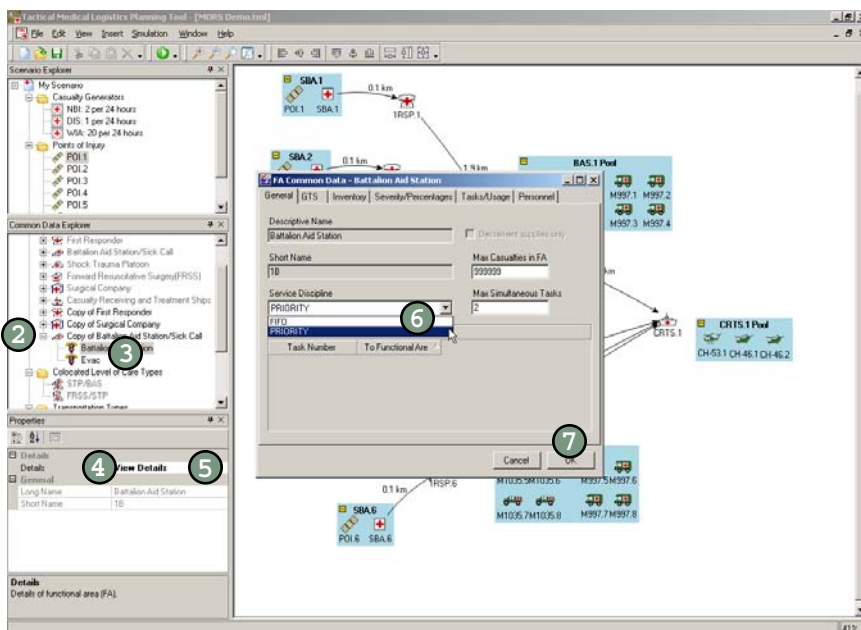 Tactical Medical Logistics Planning Tool - [MORS Demo.tml]
File Edit View Insert Simulation Window Help
Scenario Explorer
My Scenario
Casualty Generators
NBI: 2 per 24 hours
DIS: 1 per 24 hours
WIA: 20 per 24 hours
Points of Injury
POI.1
POI.2
POI.3
POI.4
POI.5
Common Data Explorer
First Responder
Battalion Aid Station/Sick Call
Shock Trauma Platoon
Forward Resuscitative Surgery(FRSS)
Surgical Company
Casualty Receiving and Treatment Ships
Copy of First Responder
Copy of Surgical Company
2 Copy of Battalion Aid Station/Sick Call
3
Evac
Colocated Level of Care Types
STP/BAS
FRSS/STP
Transportation Types
Properties
Details
Details 4 View Details 5
General
Long Name Battalion Aid Station
Short Name 1B
Details
Details of functional area (FA).
SBA.1
POI.1 SBA.1
0.1 km
1RSP.1
SBA.2
0.1 km
1.9 km
BAS.1 Pool
M997.1 M997.2
M997.3 M997.4
km
CRTS.1
CRTS.1 Pool
CH-53.1 CH-46.1 CH-46.2
FA Common Data - Battalion Aid Station
General GTS Inventory Severity/Percentages Tasks/Usage Personnel
Descriptive Name
Battalion Aid Station
Decrement supplies only
Short Name
1B
Max Casualties in FA
999999
Service Discipline
PRIORITY
FIFO
PRIORITY
6
Max Simultaneous Tasks
2
Task Number To Functional Are
7
Cancel OK
M1035.5 M1035.6 M997.5 M997.6
M1035.7 M1035.8 M997.7 M997.8
1RSP.6
0.1 km
SBA.6
POI.6 SBA.6